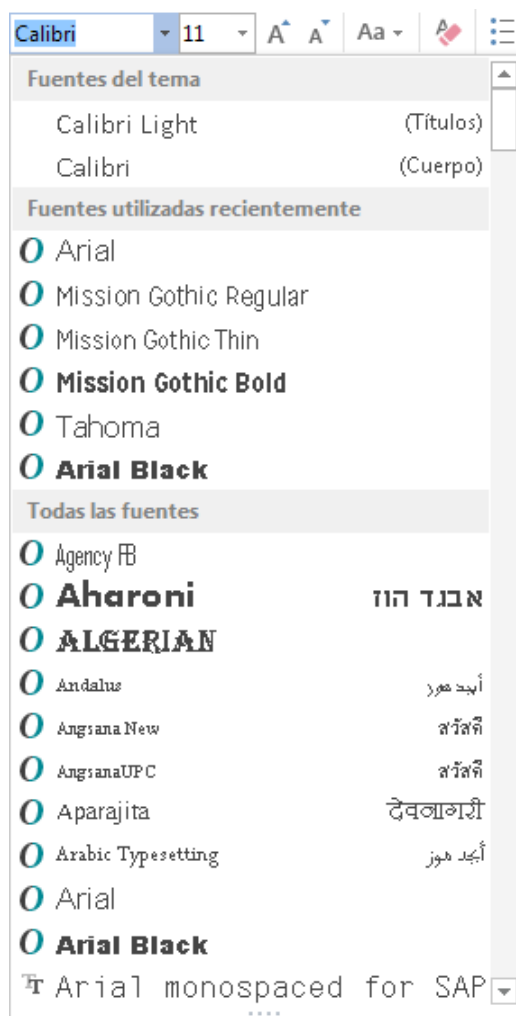 Calibri 11 A A Aa
Fuentes del tema
Calibri Light (Títulos)
Calibri (Cuerpo)
Fuentes utilizadas recientemente
O Arial
O Mission Gothic Regular
O Mission Gothic Thin
O Mission Gothic Bold
O Tahoma
O Arial Black
Todas las fuentes
O Agency FB
O Aharoni אבגד הוז
O ALGERIAN
O Andalus أبجد هوز
O Angsana New สวัสดี
O AngsanaUPC สวัสดี
O Aparajita देवनागरी
O Arabic Typesetting أبجد هوز
O Arial
O Arial Black
Tr Arial monospaced for SAP